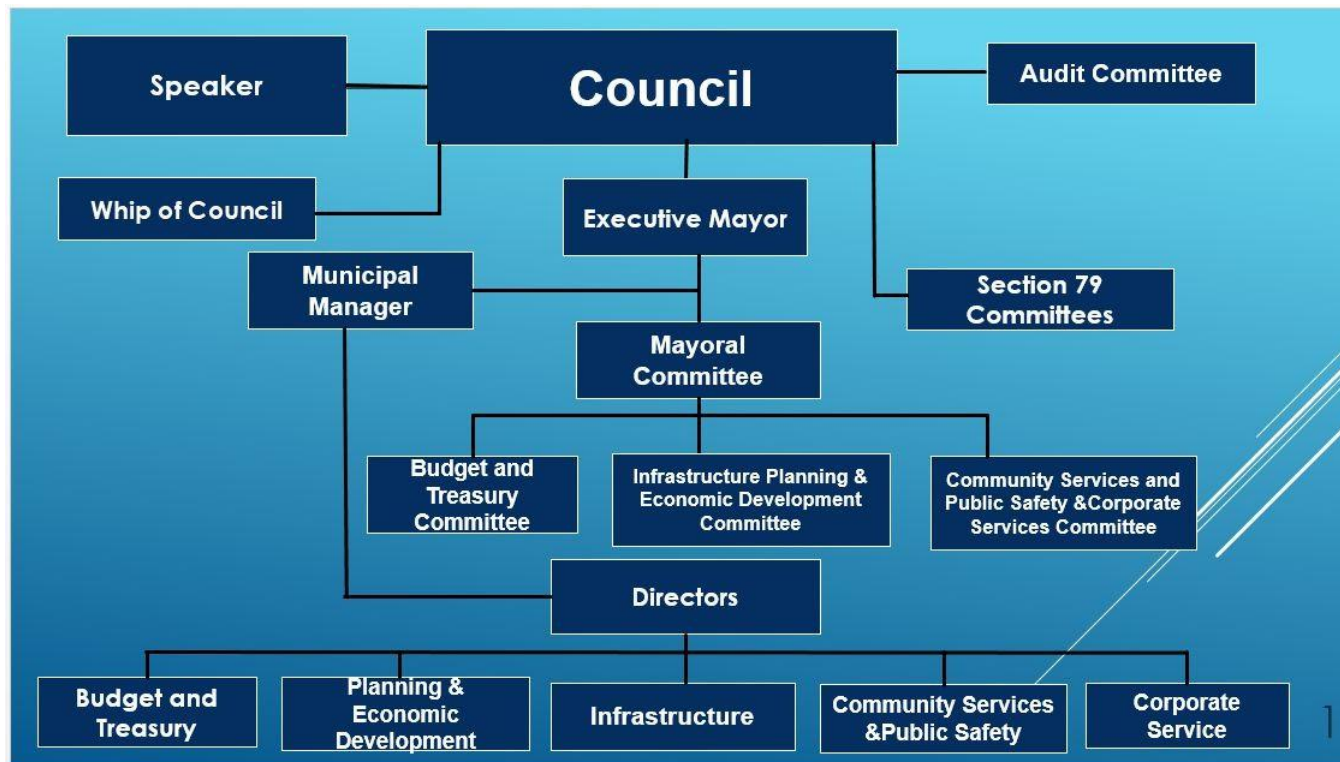 Speaker
Council
Audit Committee
Whip of Council
Executive Mayor
Municipal
Manager
Section 79
Committees
Mayoral
Committee
Budget and
Treasury
Committee
Infrastructure Planning &
Economic Development
Committee
Community Services and
Public Safety &Corporate
Services Committee
Directors
Budget and
Treasury
Planning &
Economic
Development
Infrastructure
Community Services
&Public Safety
Corporate
Service
1